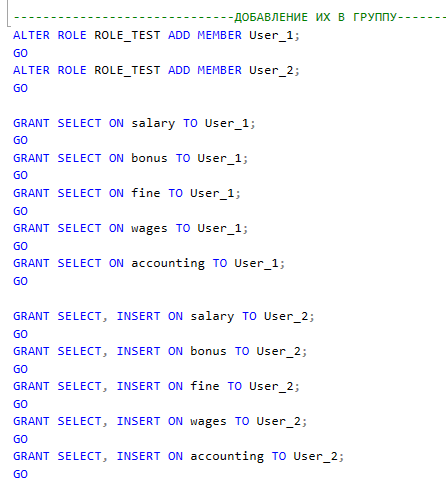 ------------------------------ДОБАВЛЕНИЕ ИХ В ГРУППУ-------
ALTER ROLE ROLE_TEST ADD MEMBER User_1;
GO
ALTER ROLE ROLE_TEST ADD MEMBER User_2;
GO
GRANT SELECT ON salary TO User_1;
GO
GRANT SELECT ON bonus TO User_1;
GO
GRANT SELECT ON fine TO User_1;
GO
GRANT SELECT ON wages TO User_1;
GO
GRANT SELECT ON accounting TO User_1;
GO
GRANT SELECT, INSERT ON salary TO User_2;
GO
GRANT SELECT, INSERT ON bonus TO User_2;
GO
GRANT SELECT, INSERT ON fine TO User_2;
GO
GRANT SELECT, INSERT ON wages TO User_2;
GO
GRANT SELECT, INSERT ON accounting TO User_2;
GO